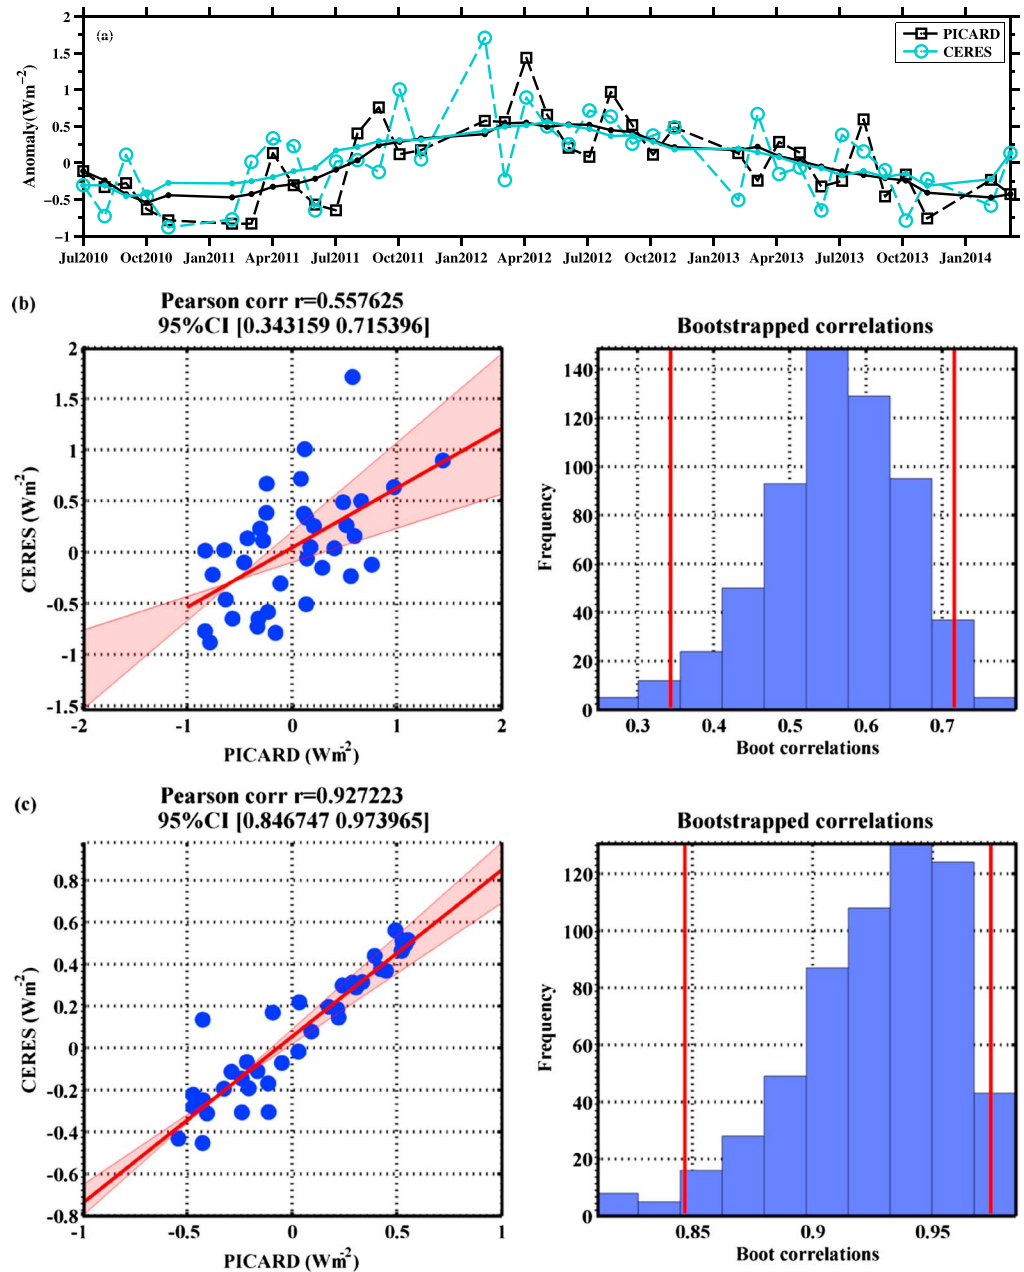 (a)
PICARD
CERES
Anomaly(Wm−2)
2
1.5
1
0.5
0
−0.5
−1
Jul2010 Oct2010 Jan2011 Apr2011 Jul2011 Oct2011 Jan2012 Apr2012 Jul2012 Oct2012 Jan2013 Apr2013 Jul2013 Oct2013 Jan2014
(b)
Pearson corr r=0.557625
95%CI [0.343159 0.715396]
CERES (Wm-2)
2
1.5
1
0.5
0
-0.5
-1
-1.5
-2 -1 0 1 2
PICARD (Wm-2)
Bootstrapped correlations
Frequency
140
120
100
80
60
40
20
0
0.3 0.4 0.5 0.6 0.7
Boot correlations
(c)
Pearson corr r=0.927223
95%CI [0.846747 0.973965]
CERES (Wm-2)
0.8
0.6
0.4
0.2
0
-0.2
-0.4
-0.6
-0.8
-1 -0.5 0 0.5 1
PICARD (Wm-2)
Bootstrapped correlations
Frequency
120
100
80
60
40
20
0
0.85 0.9 0.95
Boot correlations